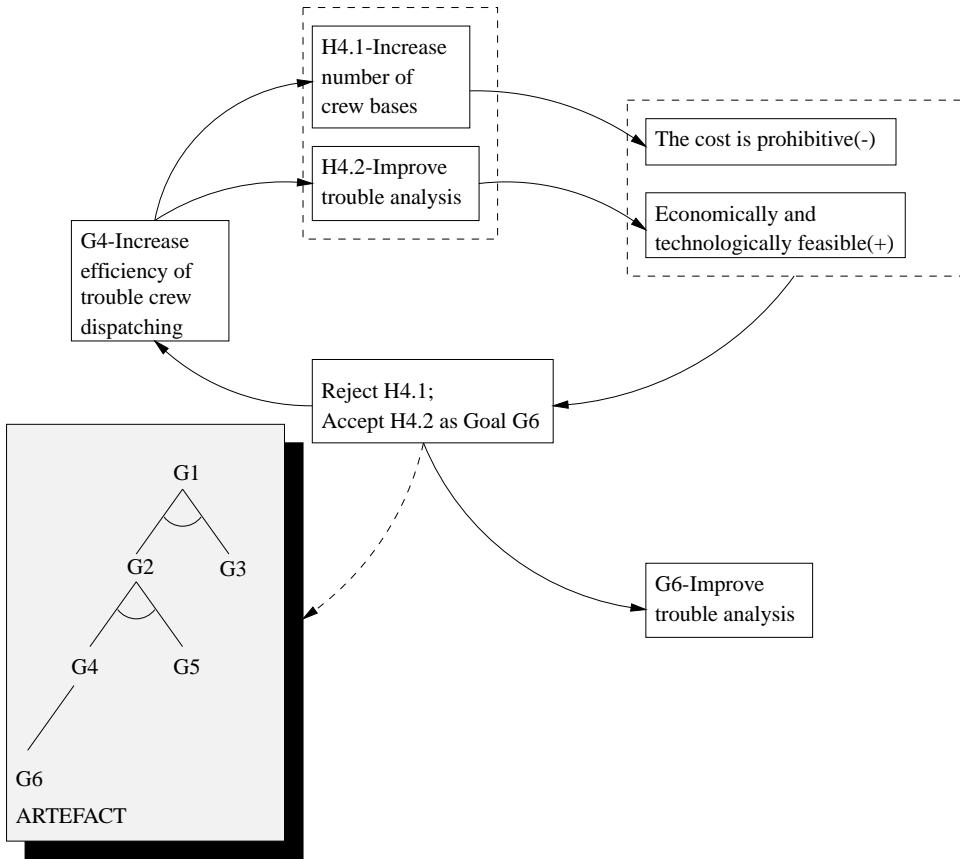 H4.1-Increase
number of
crew bases
The cost is prohibitive(-)
H4.2-Improve
trouble analysis
Economically and
technologically feasible(+)
G4-Increase
efficiency of
trouble crew
dispatching
Reject H4.1;
Accept H4.2 as Goal G6
G1
G2
G3
G4
G5
G6
ARTEFACT
G6-Improve
trouble analysis